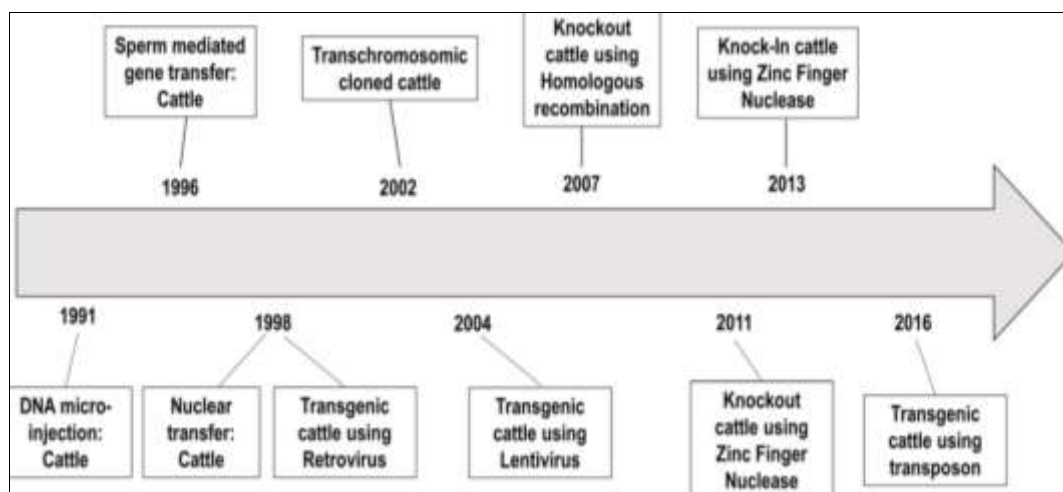 Sperm mediated
gene transfer:
Cattle
Transchromosomic
cloned cattle
Knockout
cattle using
Homologous
recombination
Knock-In cattle
using Zinc Finger
Nuclease
1996
2002
2007
2013
1991
1998
2004
2011
2016
DNA micro-
injection:
Cattle
Nuclear
transfer:
Cattle
Transgenic
cattle using
Retrovirus
Transgenic
cattle using
Lentivirus
Knockout
cattle using
Zinc Finger
Nuclease
Transgenic
cattle using
transposon